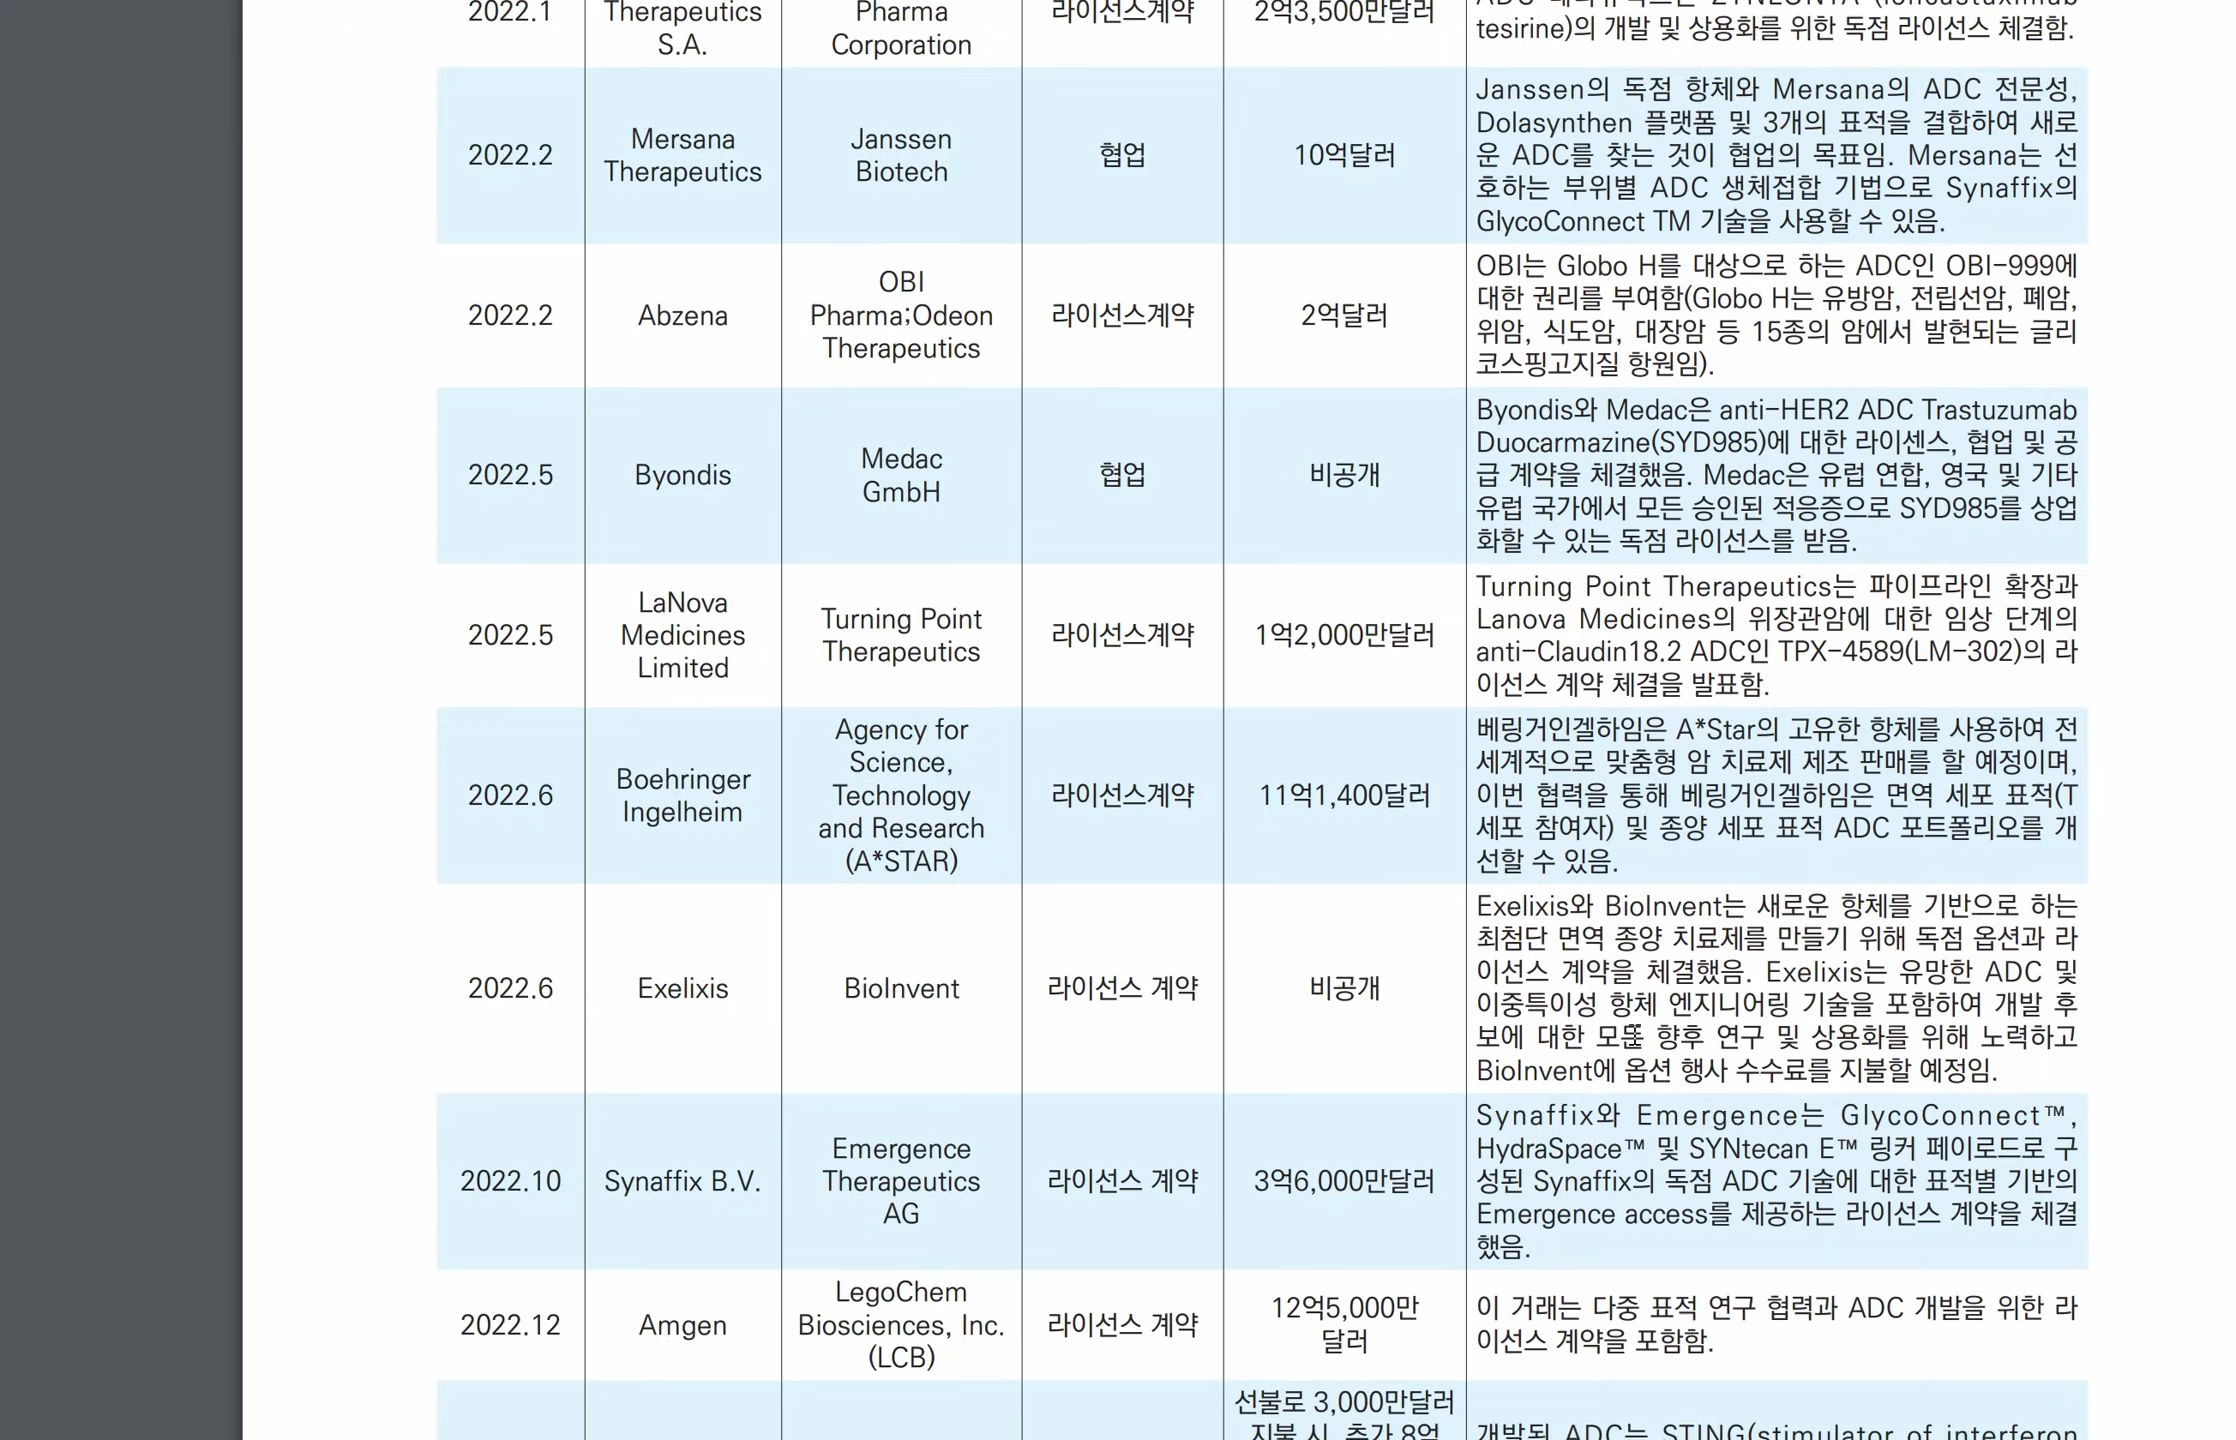 2022.1
Therapeutics
S.A.
Pharma
Corporation
라이선스계약
2억3,500만달러
tesirine)의 개발 및 상용화를 위한 독점 라이선스 체결함.
2022.2
Mersana
Therapeutics
Janssen
Biotech
협업
10억달러
Janssen의 독점 항체와 Mersana의 ADC 전문성,
Dolasynthen 플랫폼 및 3개의 표적을 결합하여 새로
운 ADC를 찾는 것이 협업의 목표임. Mersana는 선
호하는 부위별 ADC 생체접합 기법으로 Synaffix의
GlycoConnect TM 기술을 사용할 수 있음.
2022.2
Abzena
OBI
Pharma;Odeon
Therapeutics
라이선스계약
2억달러
OBI는 Globo H를 대상으로 하는 ADC인 OBI-999에
대한 권리를 부여함(Globo H는 유방암, 전립선암, 폐암,
위암, 식도암, 대장암 등 15종의 암에서 발현되는 글리
코스핑고지질 항원임).
2022.5
Byondis
Medac
GmbH
협업
비공개
Byondis와 Medac은 anti-HER2 ADC Trastuzumab
Duocarmazine(SYD985)에 대한 라이센스, 협업 및 공
급 계약을 체결했음. Medac은 유럽 연합, 영국 및 기타
유럽 국가에서 모든 승인된 적응증으로 SYD985를 상업
화할 수 있는 독점 라이선스를 받음.
2022.5
LaNova
Medicines
Limited
Turning Point
Therapeutics
라이선스계약
1억2,000만달러
Turning Point Therapeutics는 파이프라인 확장과
Lanova Medicines의 위장관암에 대한 임상 단계의
anti-Claudin18.2 ADC인 TPX-4589(LM-302)의 라
이선스 계약 체결을 발표함.
2022.6
Boehringer
Ingelheim
Agency for
Science,
Technology
and Research
(A*STAR)
라이선스계약
11억1,400달러
베링거인겔하임은 A*Star의 고유한 항체를 사용하여 전
세계적으로 맞춤형 암 치료제 제조 판매를 할 예정이며,
이번 협력을 통해 베링거인겔하임은 면역 세포 표적(T
세포 참여자) 및 종양 세포 표적 ADC 포트폴리오를 개
선할 수 있음.
2022.6
Exelixis
BioInvent
라이선스 계약
비공개
Exelixis와 BioInvent는 새로운 항체를 기반으로 하는
최첨단 면역 종양 치료제를 만들기 위해 독점 옵션과 라
이선스 계약을 체결했음. Exelixis는 유망한 ADC 및
이중특이성 항체 엔지니어링 기술을 포함하여 개발 후
보에 대한 모든 향후 연구 및 상용화를 위해 노력하고
BioInvent에 옵션 행사 수수료를 지불할 예정임.
2022.10
Synaffix B.V.
Emergence
Therapeutics
AG
라이선스 계약
3억6,000만달러
Synaffix와 Emergence는 GlycoConnect™,
HydraSpace™ 및 SYNtecan E™ 링커 페이로드로 구
성된 Synaffix의 독점 ADC 기술에 대한 표적별 기반의
Emergence access를 제공하는 라이선스 계약을 체결
했음.
2022.12
Amgen
LegoChem
Biosciences, Inc.
(LCB)
라이선스 계약
12억5,000만
달러
이 거래는 다중 표적 연구 협력과 ADC 개발을 위한 라
이선스 계약을 포함함.
선불로 3,000만달러
지불 시, 추가 8억
개발된 ADC는 STING(stimulator of interferon